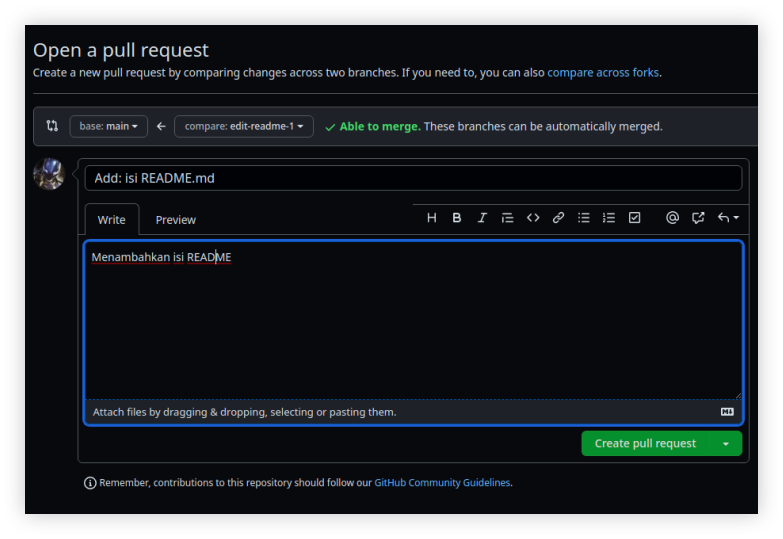 Open a pull request
Create a new pull request by comparing changes across two branches. If you need to, you can also compare across forks.
base: main
compare: edit-readme-1
Able to merge. These branches can be automatically merged.
Add: isi README.md
Write
Preview
Menambahkan isi README
Attach files by dragging & dropping, selecting or pasting them.
Create pull request
Remember, contributions to this repository should follow our GitHub Community Guidelines.